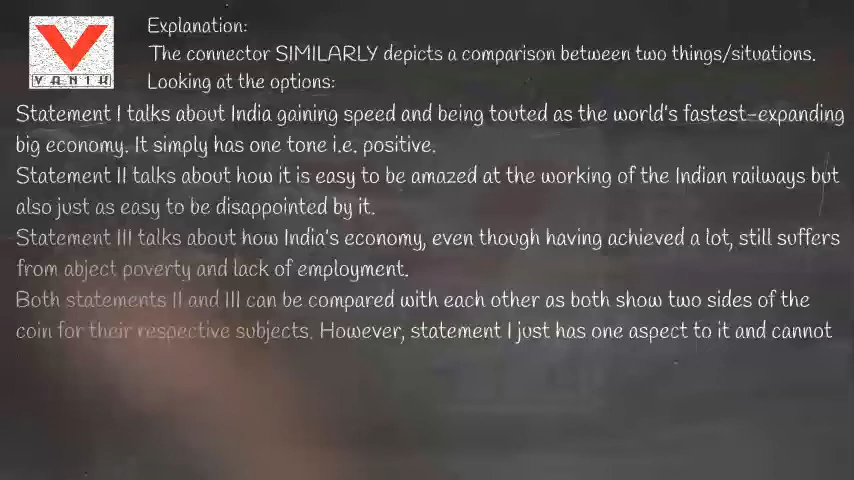 VANIK
Explanation:
The connector SIMILARLY depicts a comparison between two things/situations.
Looking at the options:
Statement I talks about India gaining speed and being touted as the world's fastest-expanding
big economy. It simply has one tone i.e. positive.
Statement II talks about how it is easy to be amazed at the working of the Indian railways but
also just as easy to be disappointed by it.
Statement III talks about how India's economy, even though having achieved a lot, still suffers
from abject poverty and lack of employment.
Both statements II and III can be compared with each other as both show two sides of the
coin for their respective subjects. However, statement I just has one aspect to it and cannot